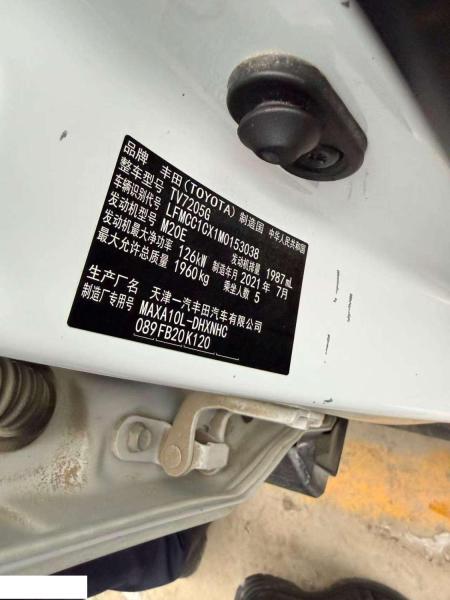 品牌 丰田(TOYOTA) 制造国 中华人民共和国
整车型号 TV7205G
车辆识别代号 LFMCC1CX1M0153038
发动机型号 M20E 发动机排量 1987 mL
发动机最大净功率 126kW 制造年月 2021年 7月
最大允许总质量 1960kg 乘坐人数 5
生产厂名 天津一汽丰田汽车有限公司
制造厂专用号 MAXA10L-DHXNHC
089FB20K120